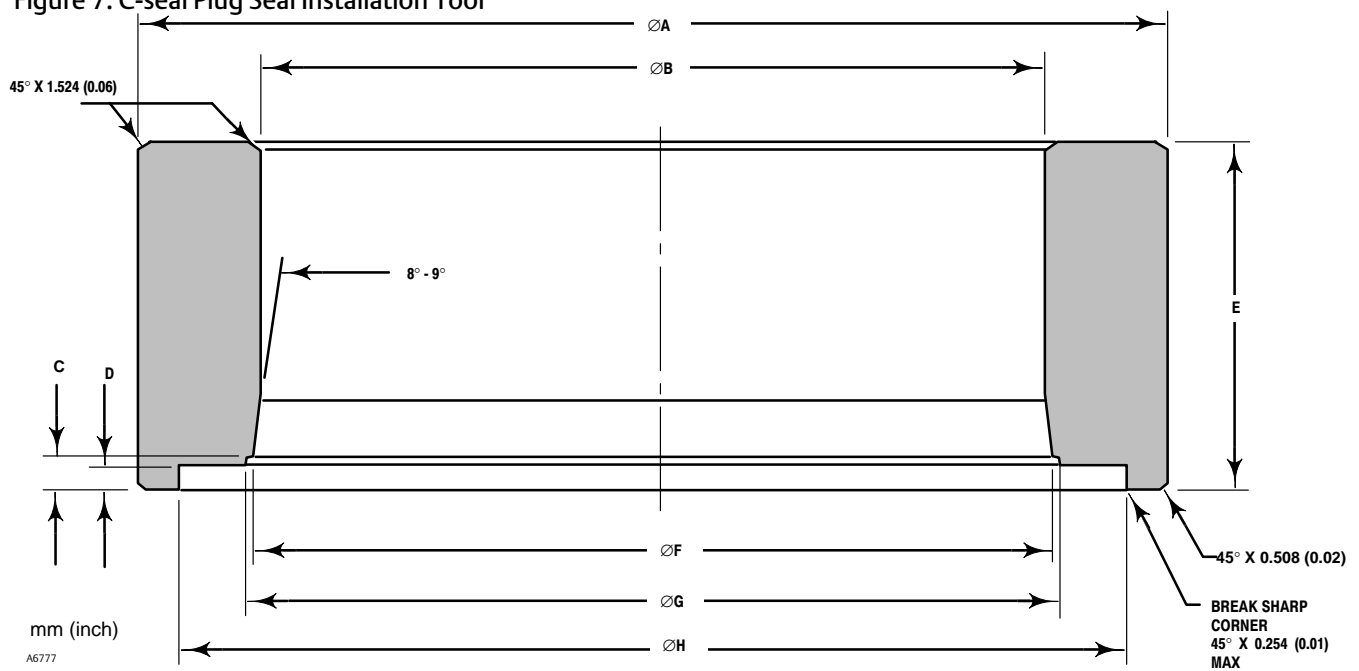 Figure 7. C-seal Plug Seal Installation Tool
∅A
∅B
45° X 1.524 (0.06)
8° - 9°
E
C
D
∅F
45° X 0.508 (0.02)
∅G
BREAK SHARP
CORNER
45° X 0.254 (0.01)
MAX
∅H
mm (inch)
A6777